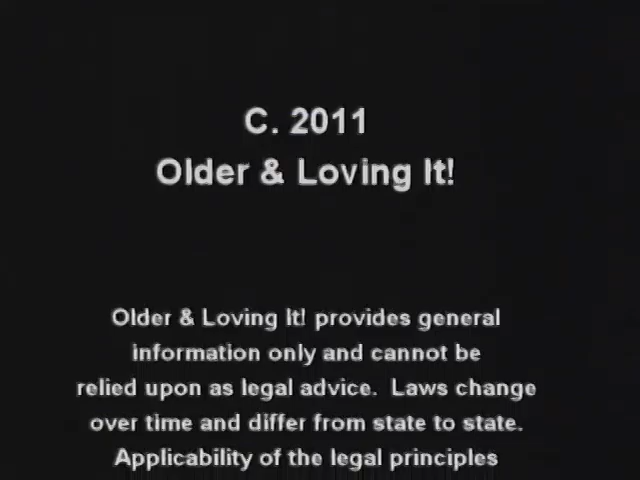 C. 2011
Older & Loving It!
Older & Loving It! provides general
information only and cannot be
relied upon as legal advice.  Laws change
over time and differ from state to state.
Applicability of the legal principles